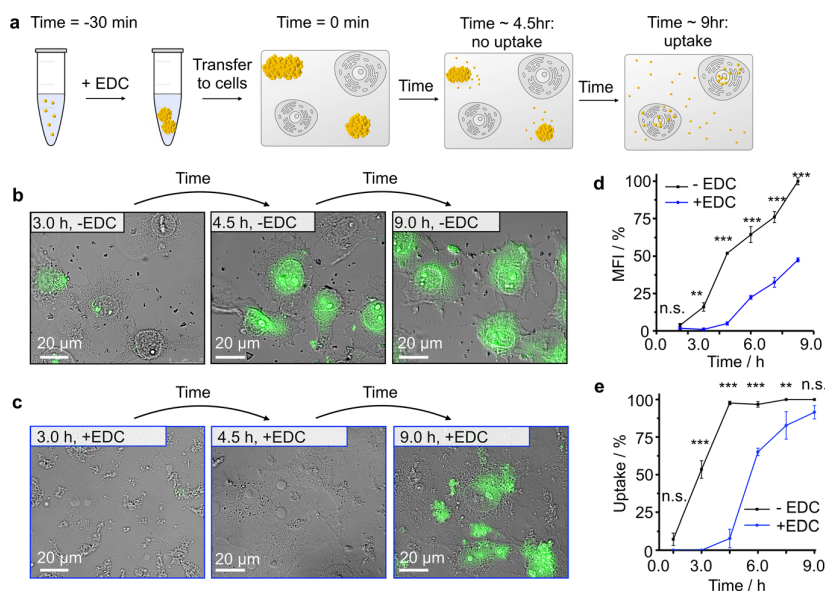 a
Time = -30 min
Time = 0 min
Time ~ 4.5hr:
no uptake
Time ~ 9hr:
uptake
+ EDC
Transfer
to cells
Time
Time
b
Time
Time
3.0 h, -EDC
4.5 h, -EDC
9.0 h, -EDC
20 μm
20 μm
20 μm
c
Time
Time
3.0 h, +EDC
4.5 h, +EDC
9.0 h, +EDC
20 μm
20 μm
20 μm
d
- EDC
+EDC
MFI / %
100
75
50
25
0
n.s.
**
***
***
***
***
0.0
3.0
6.0
9.0
Time / h
e
n.s.
***
***
***
**
n.s.
Uptake / %
100
75
50
25
0
- EDC
+EDC
0.0
3.0
6.0
9.0
Time / h